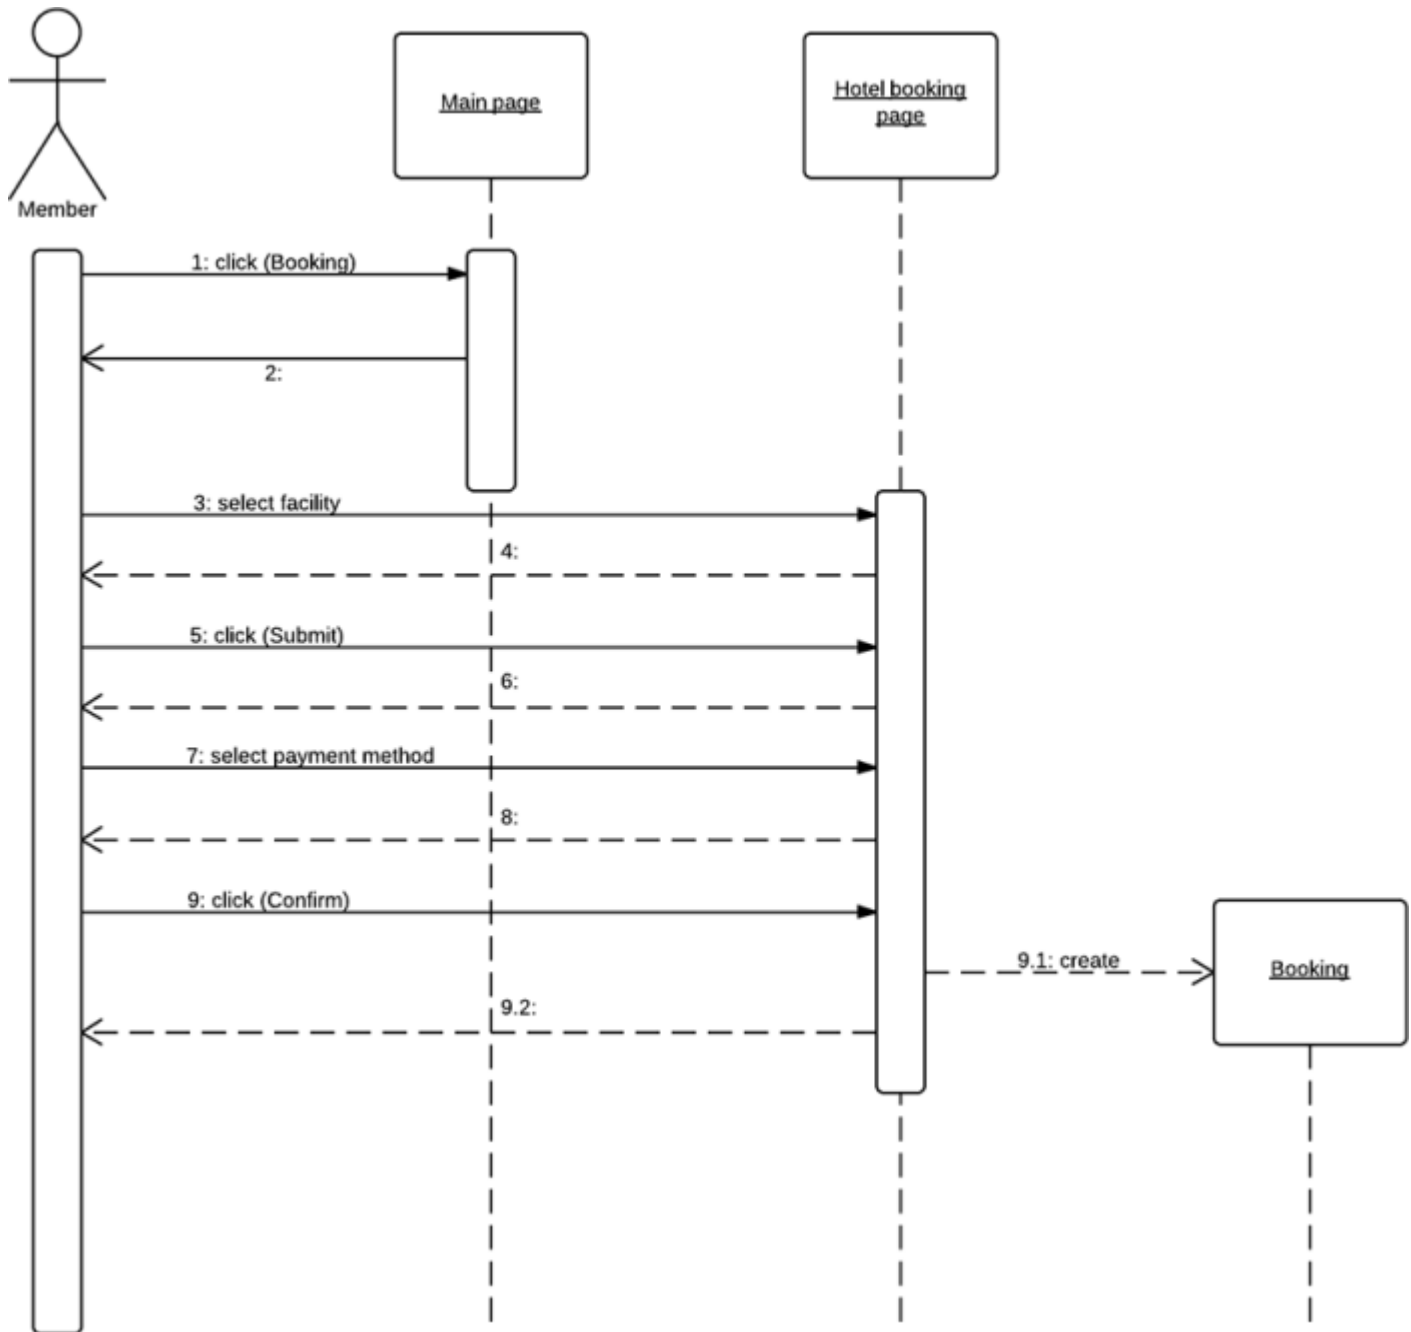 Main page
Hotel booking
page
Member
1: click (Booking)
2:
3: select facility
4:
5: click (Submit)
6:
7: select payment method
8:
9: click (Confirm)
9.1: create
Booking
9.2: